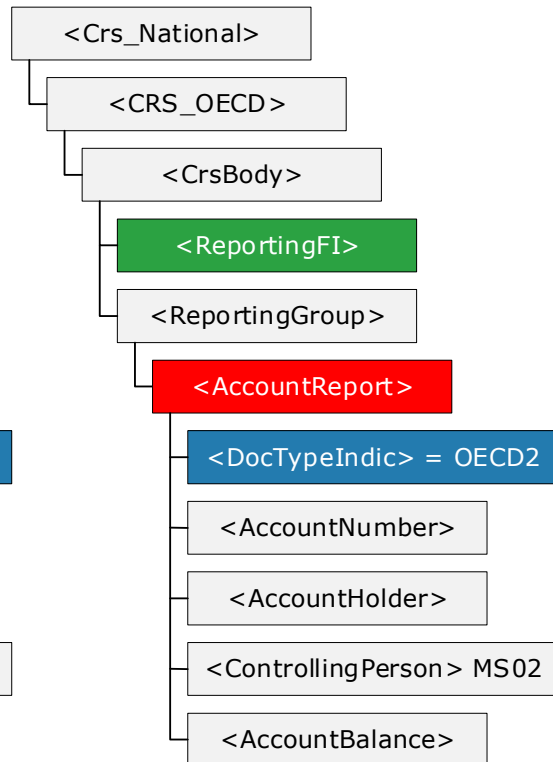 <Crs_National>
<CRS_OECD>
<CrsBody>
<ReportingFI>
<ReportingGroup>
<AccountReport>
<DocTypeIndic> = OECD2
<AccountNumber>
<AccountHolder>
<ControllingPerson> MS02
<AccountBalance>